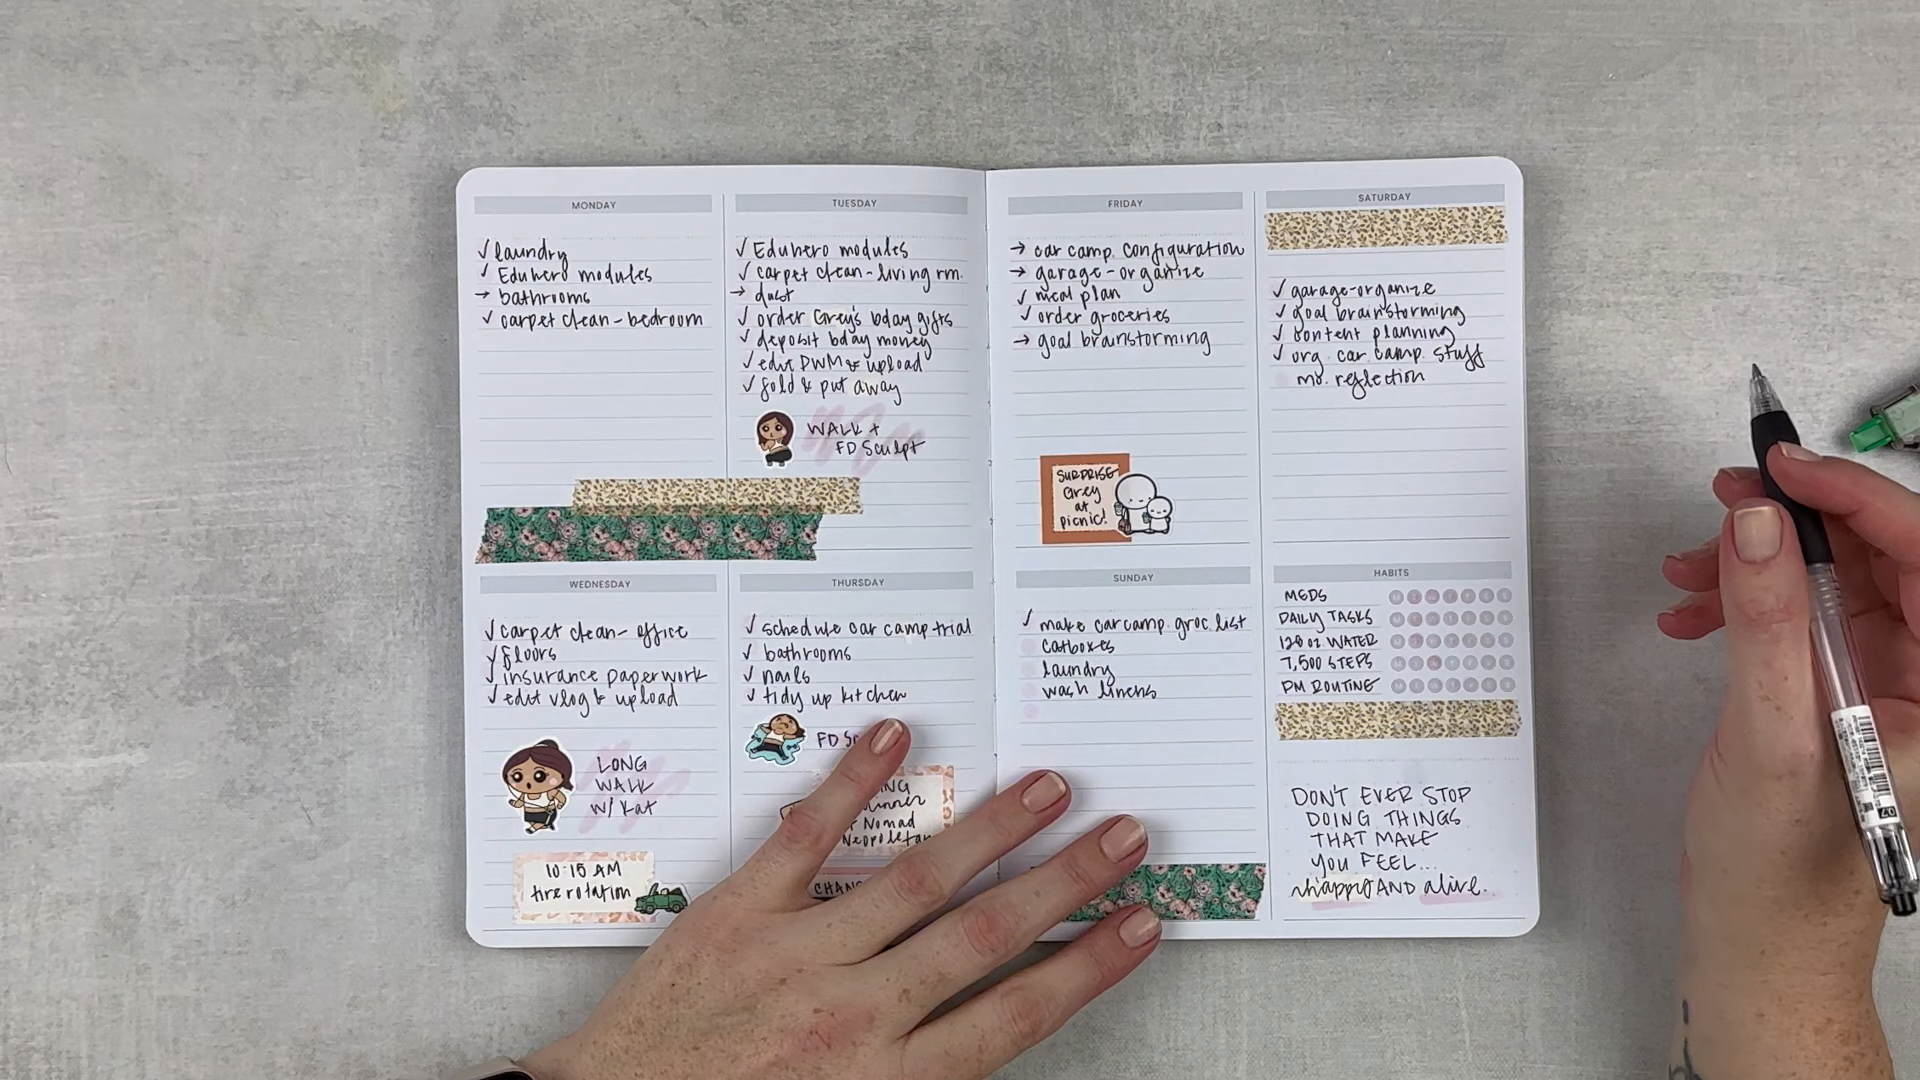 MONDAY
✓ laundry
✓ Eduhero modules
→ bathrooms
✓ carpet clean - bedroom
TUESDAY
✓ Eduhero modules
✓ carpet clean - living rm.
→ dust
✓ order Grey's bday gifts
✓ deposit bday money
✓ edit DWM & upload
✓ fold & put away
WALK +
FD Sculpt
WEDNESDAY
✓ carpet clean - office
✓ floors
✓ insurance paperwork
✓ edit vlog & upload
LONG
WALK
W/ Kat
10:15 AM
tire rotation
THURSDAY
✓ schedule car camp trial
✓ bathrooms
✓ nails
✓ tidy up kitchen
FD
Nomad
FRIDAY
→ car camp. configuration
→ garage - organize
✓ meal plan
✓ order groceries
→ goal brainstorming
SURPRISE
Grey
at
picnic!
SATURDAY
✓ garage - organize
✓ goal brainstorming
✓ content planning
✓ org. car camp. stuff
mo. reflection
SUNDAY
✓ make car camp. groc. list
catboxes
laundry
wash linens
HABITS
MEDS M T W T F S S
DAILY TASKS M T W T F S S
120 oz WATER M T W T F S S
7,500 STEPS M T W T F S S
PM ROUTINE M T W T F S S
DON'T EVER STOP
DOING THINGS
THAT MAKE
YOU FEEL...
happy AND alive.